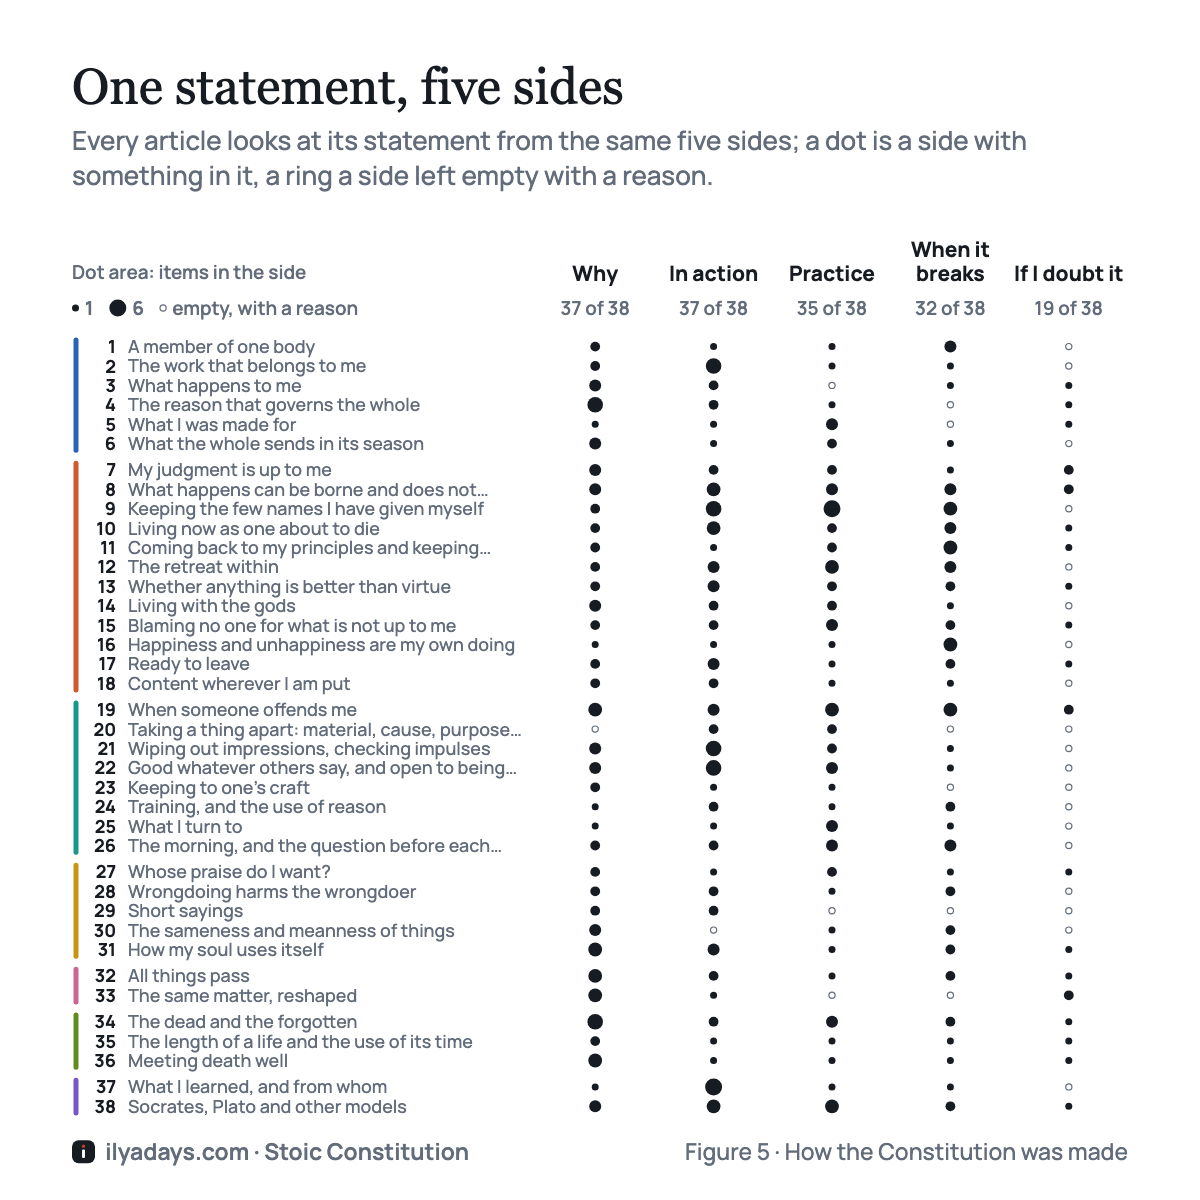 One statement, five sides
Every article looks at its statement from the same five sides; a dot is a side with
something in it, a ring a side left empty with a reason.
When it
Dot area: items in the side Why In action Practice breaks If I doubt it
1 6 empty, with a reason 37 of 38 37 of 38 35 of 38 32 of 38 19 of 38
1 A member of one body
2 The work that belongs to me
3 What happens to me
4 The reason that governs the whole
5 What I was made for
6 What the whole sends in its season
7 My judgment is up to me
8 What happens can be borne and does not…
9 Keeping the few names I have given myself
10 Living now as one about to die
11 Coming back to my principles and keeping…
12 The retreat within
13 Whether anything is better than virtue
14 Living with the gods
15 Blaming no one for what is not up to me
16 Happiness and unhappiness are my own doing
17 Ready to leave
18 Content wherever I am put
19 When someone offends me
20 Taking a thing apart: material, cause, purpose…
21 Wiping out impressions, checking impulses
22 Good whatever others say, and open to being…
23 Keeping to one’s craft
24 Training, and the use of reason
25 What I turn to
26 The morning, and the question before each…
27 Whose praise do I want?
28 Wrongdoing harms the wrongdoer
29 Short sayings
30 The sameness and meanness of things
31 How my soul uses itself
32 All things pass
33 The same matter, reshaped
34 The dead and the forgotten
35 The length of a life and the use of its time
36 Meeting death well
37 What I learned, and from whom
38 Socrates, Plato and other models
i ilyadays.com · Stoic Constitution Figure 5 · How the Constitution was made